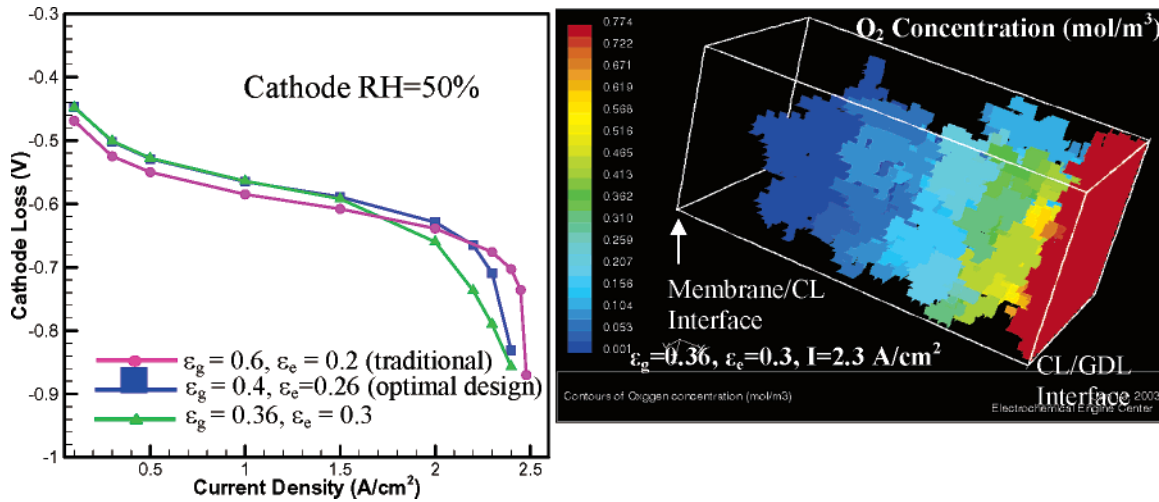 -0.3
-0.4
-0.5
-0.6
-0.7
-0.8
-0.9
-1
Cathode Loss (V)
Cathode RH=50%
εg = 0.6, εe = 0.2 (traditional)
εg = 0.4, εe=0.26 (optimal design)
εg = 0.36, εe = 0.3
0.5
1
1.5
2
2.5
Current Density (A/cm²)
O₂ Concentration (mol/m³)
0.774
0.722
0.671
0.619
0.568
0.516
0.465
0.413
0.362
0.310
0.259
0.207
0.156
0.104
0.053
0.001
Membrane/CL
Interface
εg=0.36, εe=0.3, I=2.3 A/cm²
CL/GDL
Interface
Contours of Oxygen concentration (mol/m3)
2003
Electrochemical Engine Center